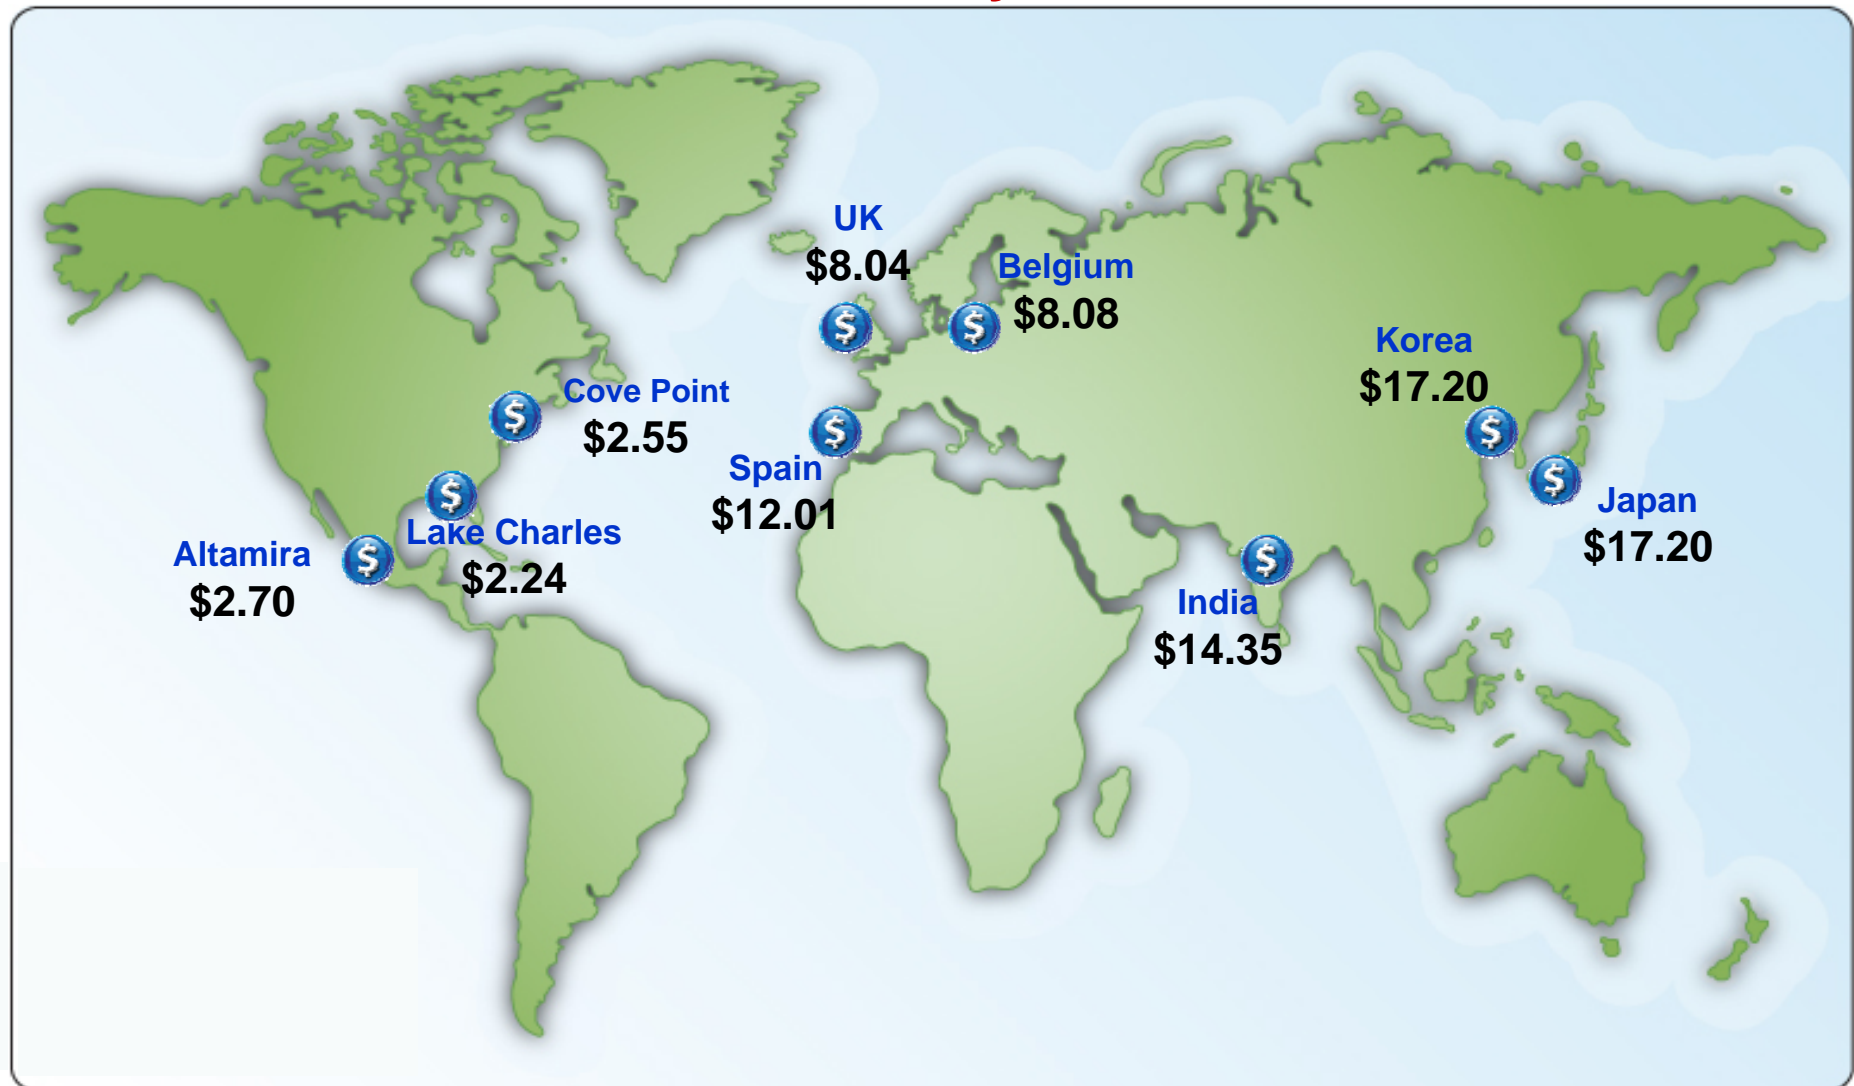 UK
$8.04
Belgium
$8.08
Korea
$17.20
Cove Point
$2.55
Spain
$12.01
Japan
$17.20
Lake Charles
$2.24
Altamira
$2.70
India
$14.35